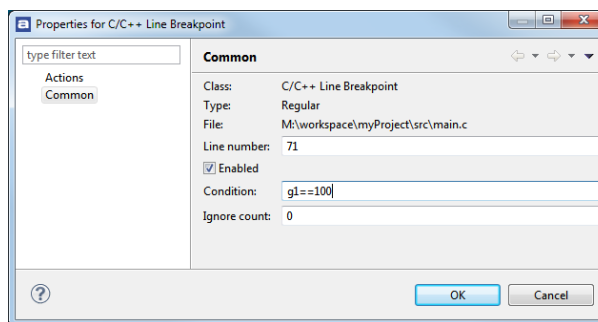 a Properties for C/C++ Line Breakpoint
type filter text
Actions
Common
Common
Class: C/C++ Line Breakpoint
Type: Regular
File: M:\workspace\myProject\src\main.c
Line number: 71
Enabled
Condition: g1==100
Ignore count: 0
?
OK Cancel